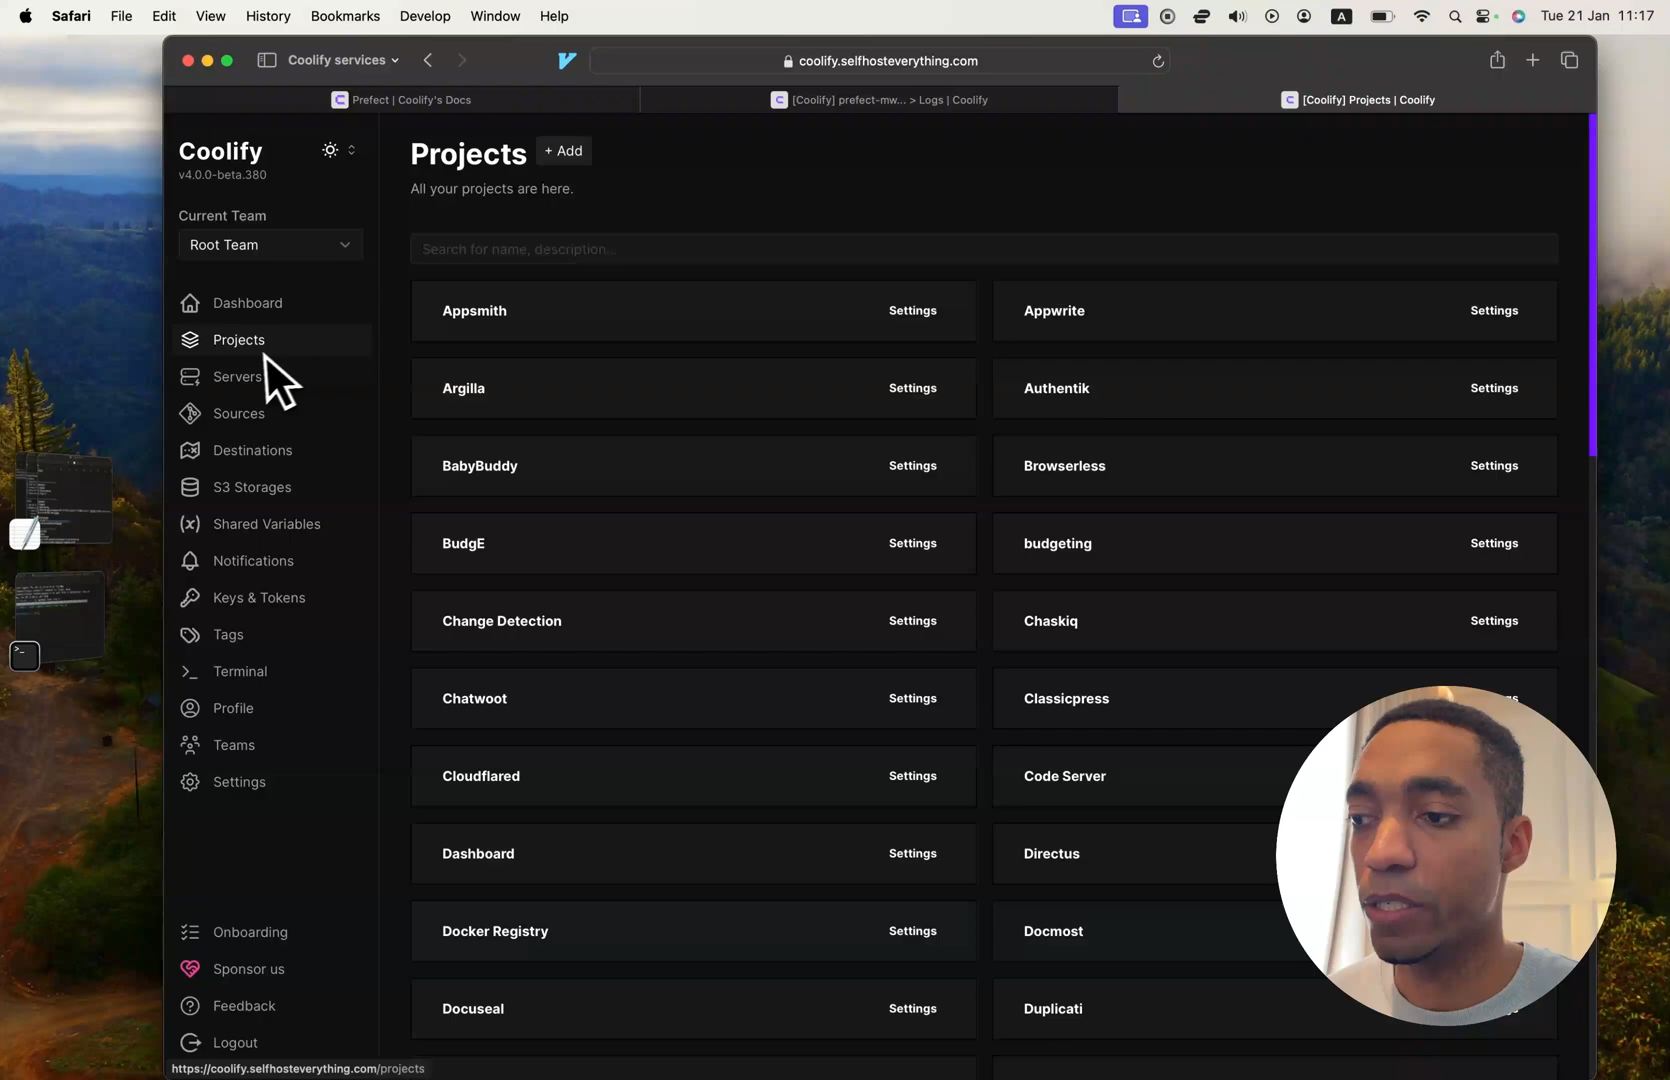 Safari File Edit View History Bookmarks Develop Window Help
A
Tue 21 Jan 11:17
Coolify services
coolify.selfhosteverything.com
Prefect | Coolify's Docs
[Coolify] prefect-mw... > Logs | Coolify
[Coolify] Projects | Coolify
Coolify
v4.0.0-beta.380
Current Team
Root Team
Dashboard
Projects
Servers
Sources
Destinations
S3 Storages
Shared Variables
Notifications
Keys & Tokens
Tags
Terminal
Profile
Teams
Settings
Onboarding
Sponsor us
Feedback
Logout
https://coolify.selfhosteverything.com/projects
Projects
+ Add
All your projects are here.
Search for name, description...
Appsmith Settings
Appwrite Settings
Argilla Settings
Authentik Settings
BabyBuddy Settings
Browserless Settings
BudgE Settings
budgeting Settings
Change Detection Settings
Chaskiq Settings
Chatwoot Settings
Classicpress
Cloudflared Settings
Code Server
Dashboard Settings
Directus
Docker Registry Settings
Docmost
Docuseal Settings
Duplicati